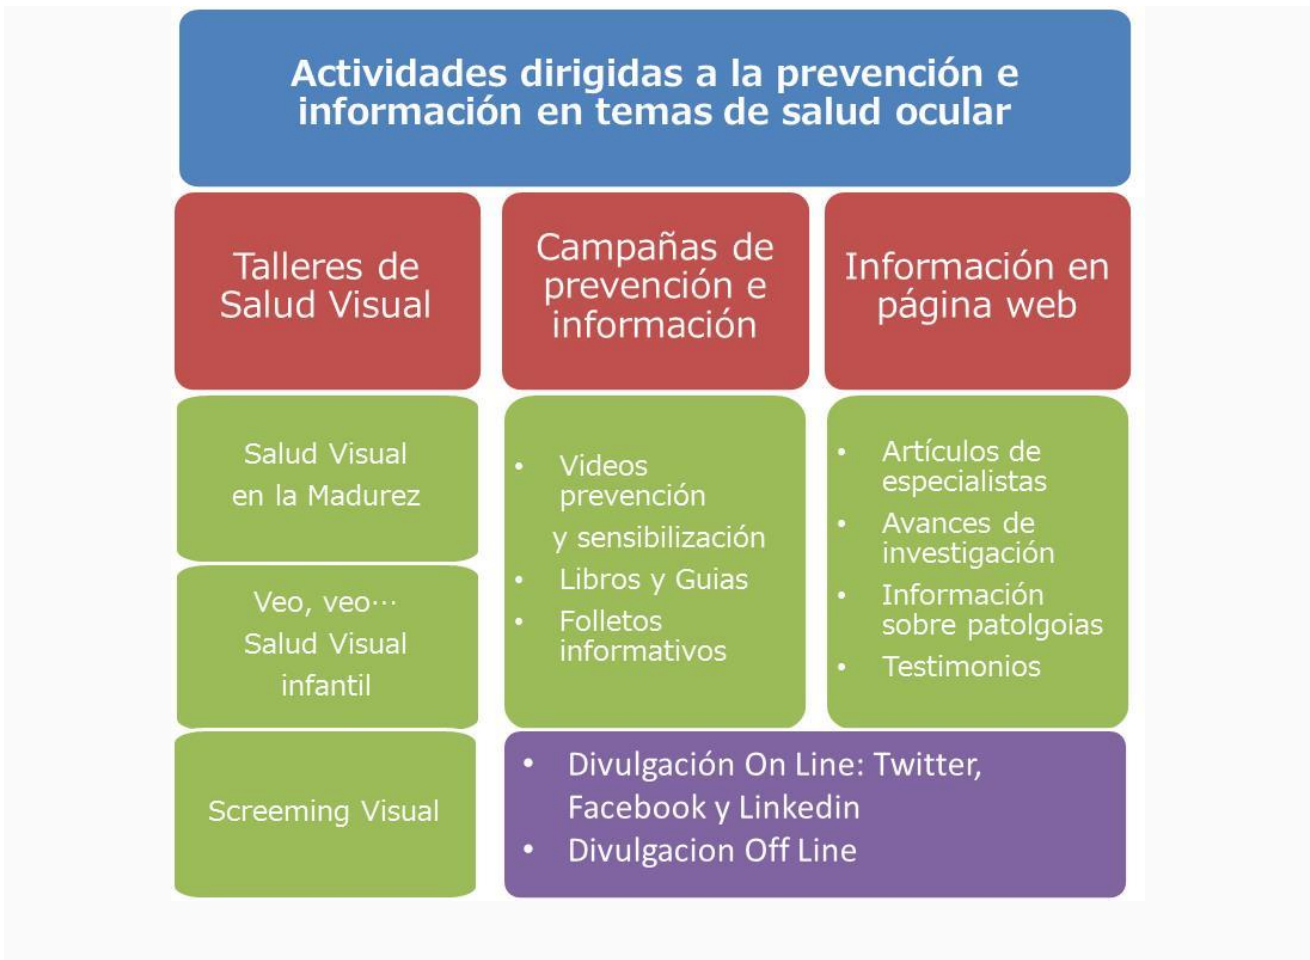 Actividades dirigidas a la prevención e
información en temas de salud ocular
Talleres de
Salud Visual
Campañas de
prevención e
información
Información en
página web
Salud Visual
en la Madurez
Veo, veo···
Salud Visual
infantil
Screeming Visual
• Videos
prevención
y sensibilización
• Libros y Guias
• Folletos
informativos
• Artículos de
especialistas
• Avances de
investigación
• Información
sobre patolgoias
• Testimonios
• Divulgación On Line: Twitter,
Facebook y Linkedin
• Divulgacion Off Line